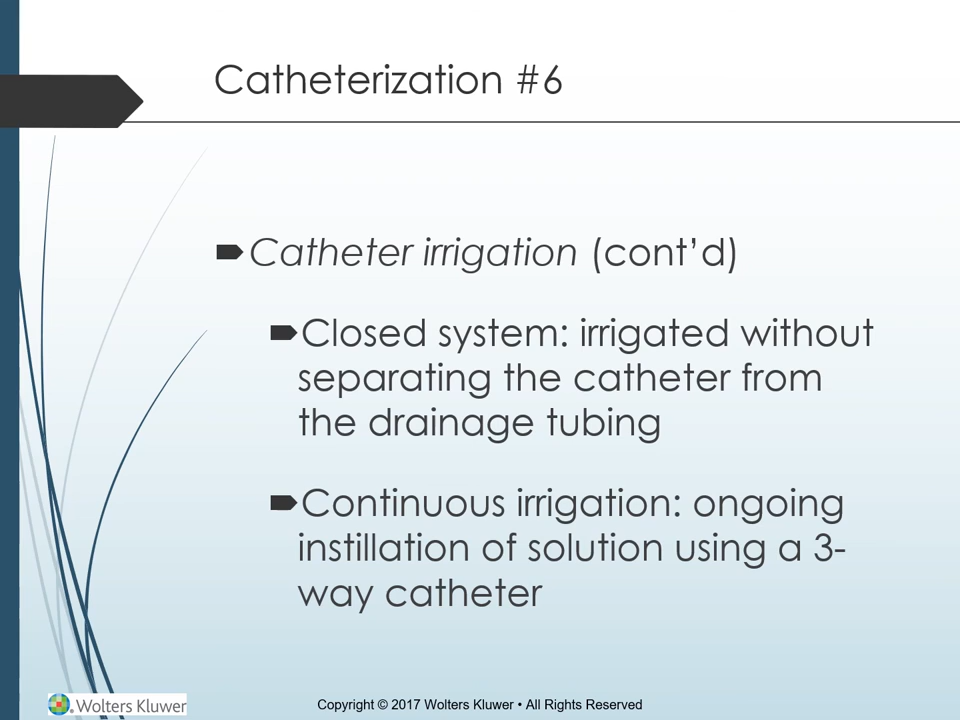 Catheterization #6
Catheter irrigation (cont’d)
Closed system: irrigated without
separating the catheter from
the drainage tubing
Continuous irrigation: ongoing
instillation of solution using a 3-
way catheter
Wolters Kluwer
Copyright © 2017 Wolters Kluwer • All Rights Reserved